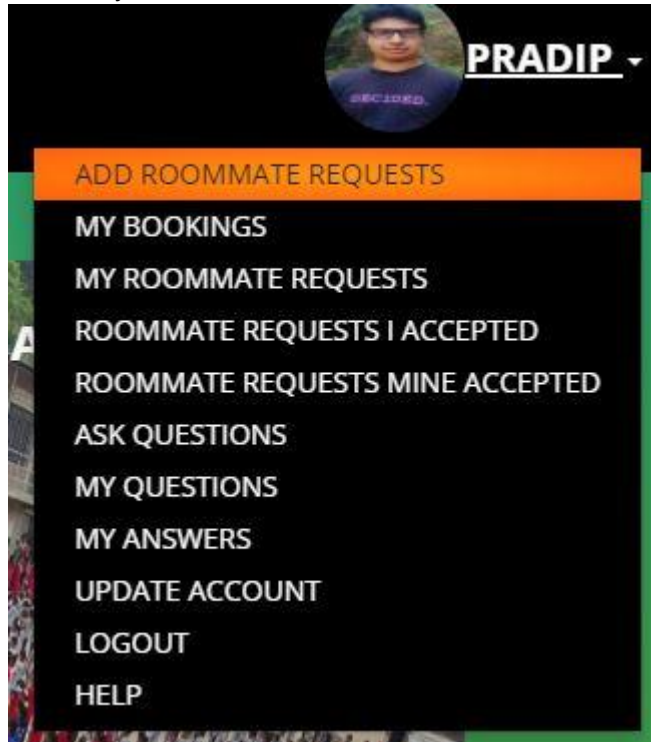 DECIDED.
PRADIP
ADD ROOMMATE REQUESTS
MY BOOKINGS
MY ROOMMATE REQUESTS
ROOMMATE REQUESTS I ACCEPTED
ROOMMATE REQUESTS MINE ACCEPTED
ASK QUESTIONS
MY QUESTIONS
MY ANSWERS
UPDATE ACCOUNT
LOGOUT
HELP